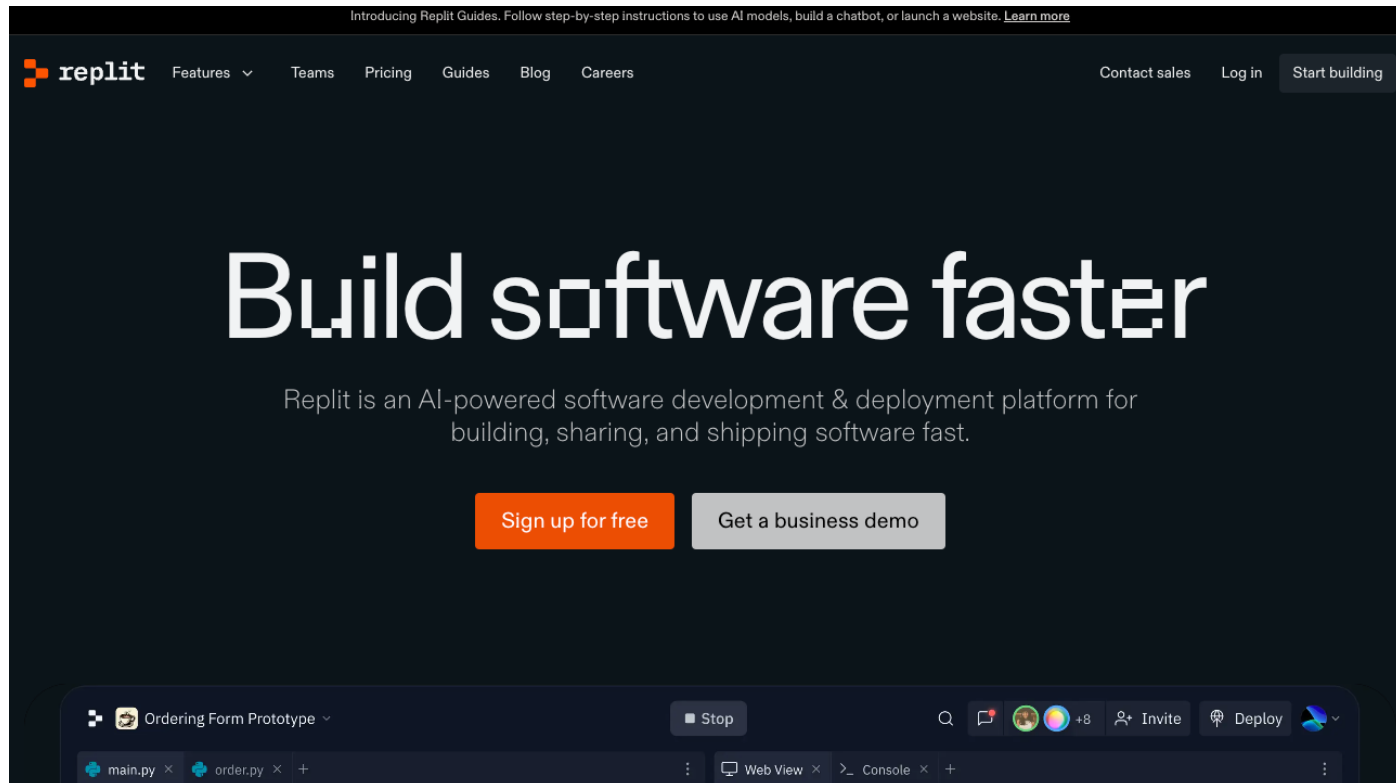 Introducing Replit Guides. Follow step-by-step instructions to use AI models, build a chatbot, or launch a website. Learn more
replit Features Teams Pricing Guides Blog Careers Contact sales Log in Start building
Build software faster
Replit is an AI-powered software development & deployment platform for
building, sharing, and shipping software fast.
Sign up for free Get a business demo
Ordering Form Prototype Stop +8 Invite Deploy
main.py × order.py × + Web View × >_ Console × +